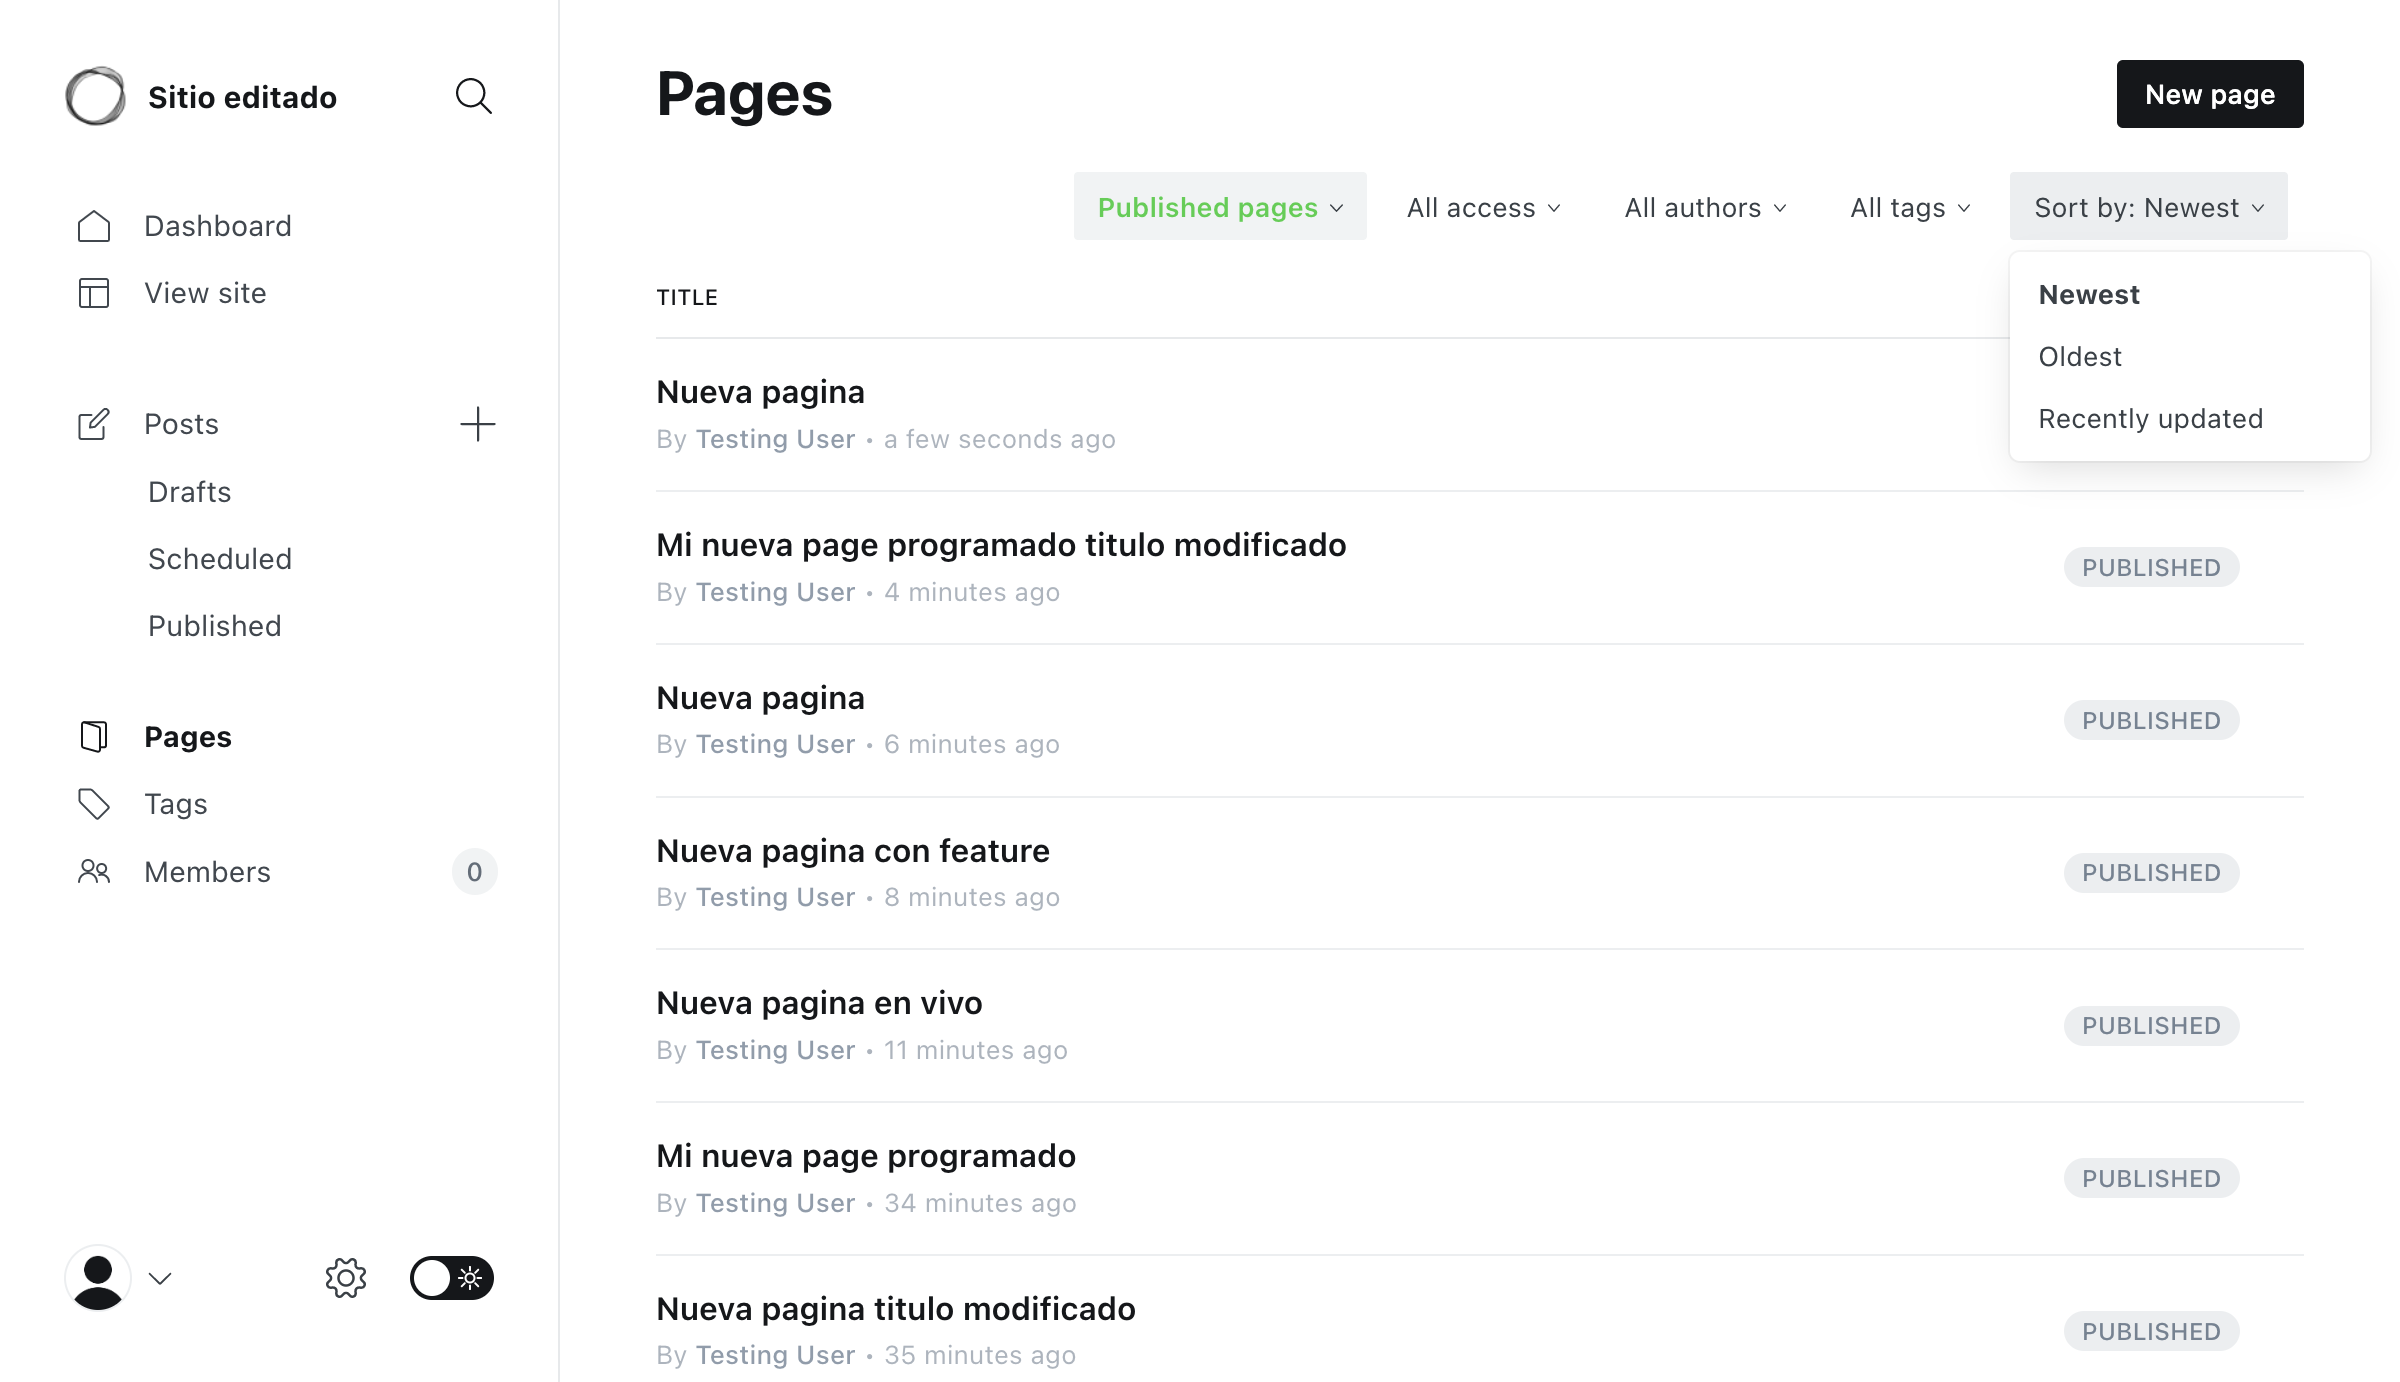 Sitio editado
Dashboard
View site
Posts
Drafts
Scheduled
Published
Pages
Tags
Members
0
Pages
New page
Published pages
All access
All authors
All tags
Sort by: Newest
Newest
Oldest
Recently updated
TITLE
Nueva pagina
By Testing User • a few seconds ago
Mi nueva page programado titulo modificado
By Testing User • 4 minutes ago
PUBLISHED
Nueva pagina
By Testing User • 6 minutes ago
PUBLISHED
Nueva pagina con feature
By Testing User • 8 minutes ago
PUBLISHED
Nueva pagina en vivo
By Testing User • 11 minutes ago
PUBLISHED
Mi nueva page programado
By Testing User • 34 minutes ago
PUBLISHED
Nueva pagina titulo modificado
By Testing User • 35 minutes ago
PUBLISHED